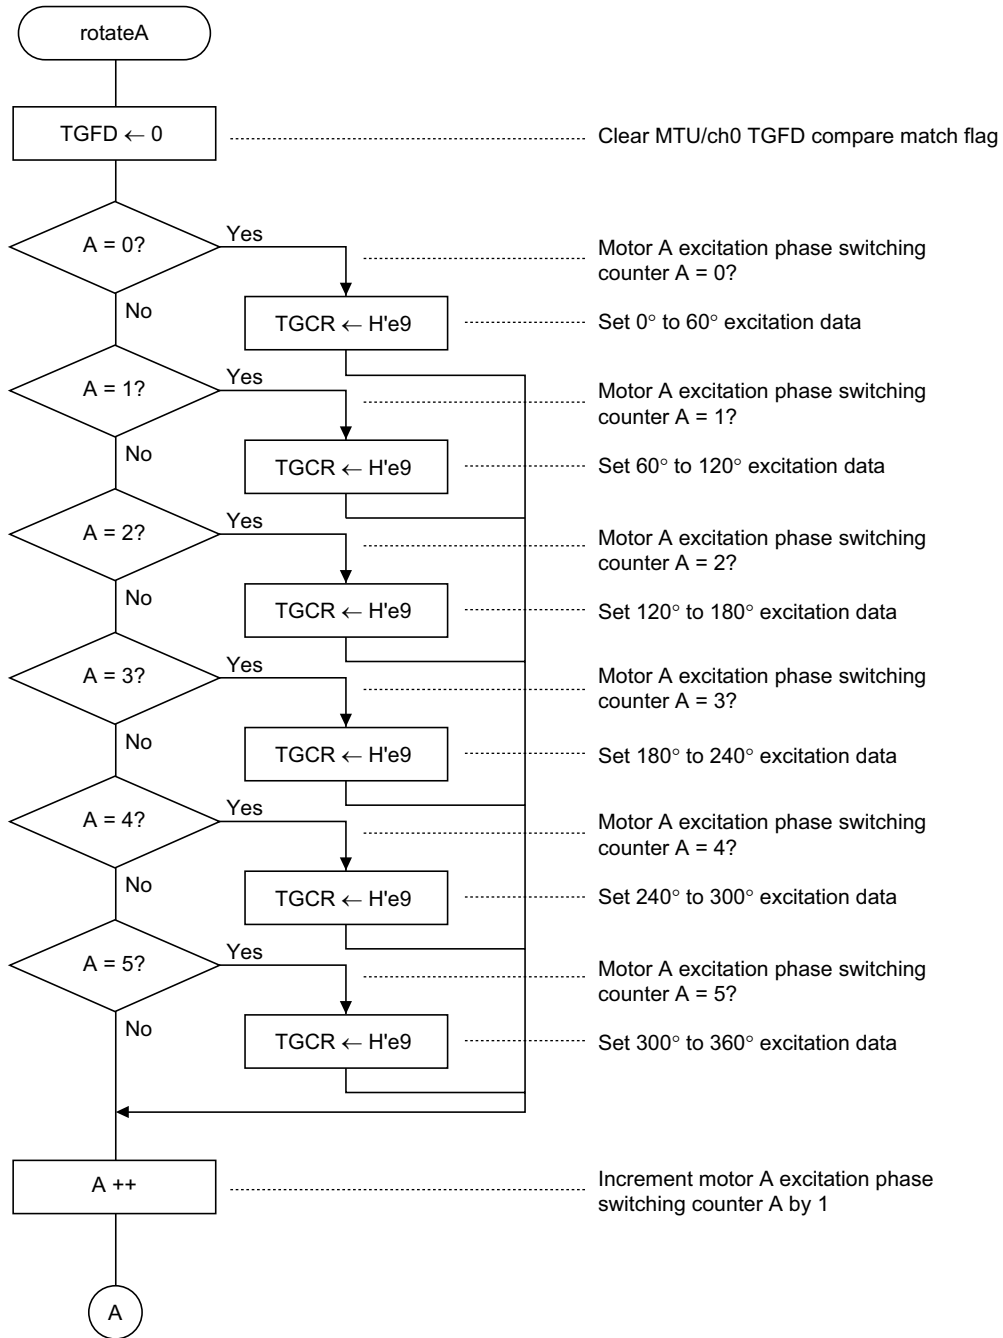 rotateA
TGFD ← 0
Clear MTU/ch0 TGFD compare match flag
A = 0?
Yes
No
Motor A excitation phase switching
counter A = 0?
TGCR ← H'e9
Set 0° to 60° excitation data
A = 1?
Yes
No
Motor A excitation phase switching
counter A = 1?
TGCR ← H'e9
Set 60° to 120° excitation data
A = 2?
Yes
No
Motor A excitation phase switching
counter A = 2?
TGCR ← H'e9
Set 120° to 180° excitation data
A = 3?
Yes
No
Motor A excitation phase switching
counter A = 3?
TGCR ← H'e9
Set 180° to 240° excitation data
A = 4?
Yes
No
Motor A excitation phase switching
counter A = 4?
TGCR ← H'e9
Set 240° to 300° excitation data
A = 5?
Yes
No
Motor A excitation phase switching
counter A = 5?
TGCR ← H'e9
Set 300° to 360° excitation data
A ++
Increment motor A excitation phase
switching counter A by 1
A